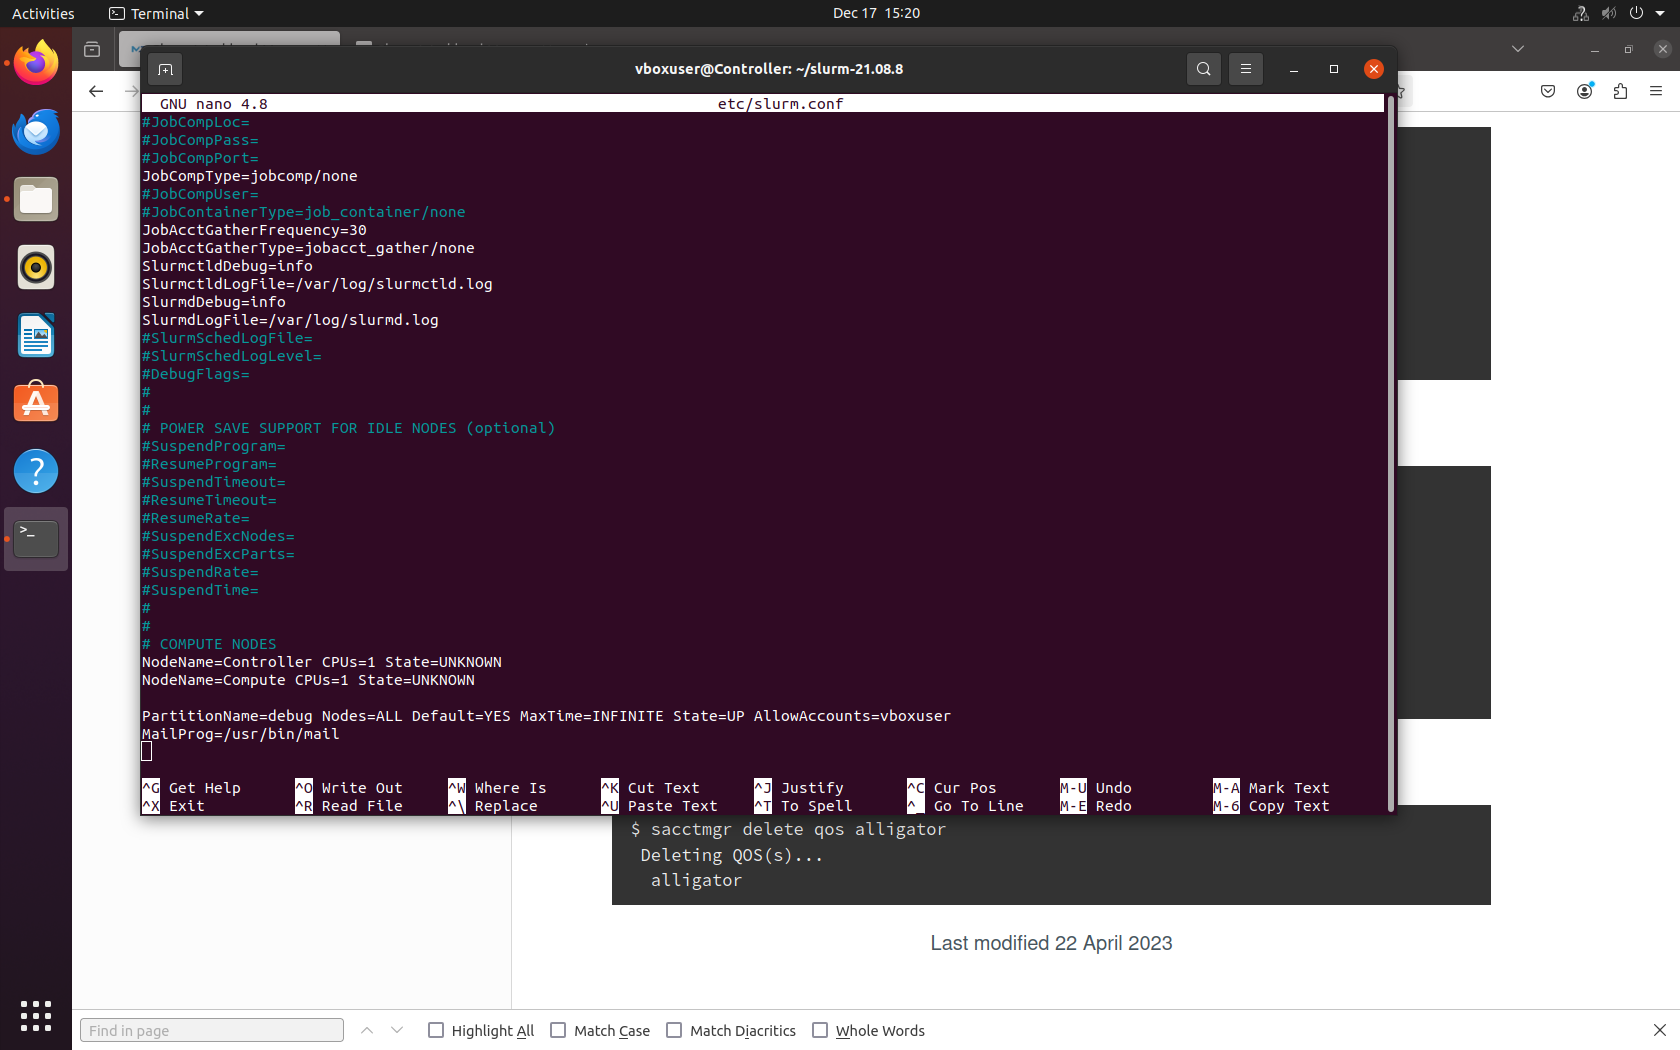 Activities
Terminal
Dec 17 15:20
vboxuser@Controller: ~/slurm-21.08.8
GNU nano 4.8
etc/slurm.conf
#JobCompLoc=
#JobCompPass=
#JobCompPort=
JobCompType=jobcomp/none
#JobCompUser=
#JobContainerType=job_container/none
JobAcctGatherFrequency=30
JobAcctGatherType=jobacct_gather/none
SlurmctldDebug=info
SlurmctldLogFile=/var/log/slurmctld.log
SlurmdDebug=info
SlurmdLogFile=/var/log/slurmd.log
#SlurmSchedLogFile=
#SlurmSchedLogLevel=
#DebugFlags=
#
#
# POWER SAVE SUPPORT FOR IDLE NODES (optional)
#SuspendProgram=
#ResumeProgram=
#SuspendTimeout=
#ResumeTimeout=
#ResumeRate=
#SuspendExcNodes=
#SuspendExcParts=
#SuspendRate=
#SuspendTime=
#
#
# COMPUTE NODES
NodeName=Controller CPUs=1 State=UNKNOWN
NodeName=Compute CPUs=1 State=UNKNOWN
PartitionName=debug Nodes=ALL Default=YES MaxTime=INFINITE State=UP AllowAccounts=vboxuser
MailProg=/usr/bin/mail
^G Get Help ^O Write Out ^W Where Is ^K Cut Text ^J Justify ^C Cur Pos M-U Undo M-A Mark Text
^X Exit ^R Read File ^\ Replace ^U Paste Text ^T To Spell ^_ Go To Line M-E Redo M-6 Copy Text
$ sacctmgr delete qos alligator
Deleting QOS(s)...
alligator
Last modified 22 April 2023
Find in page
Highlight All
Match Case
Match Diacritics
Whole Words